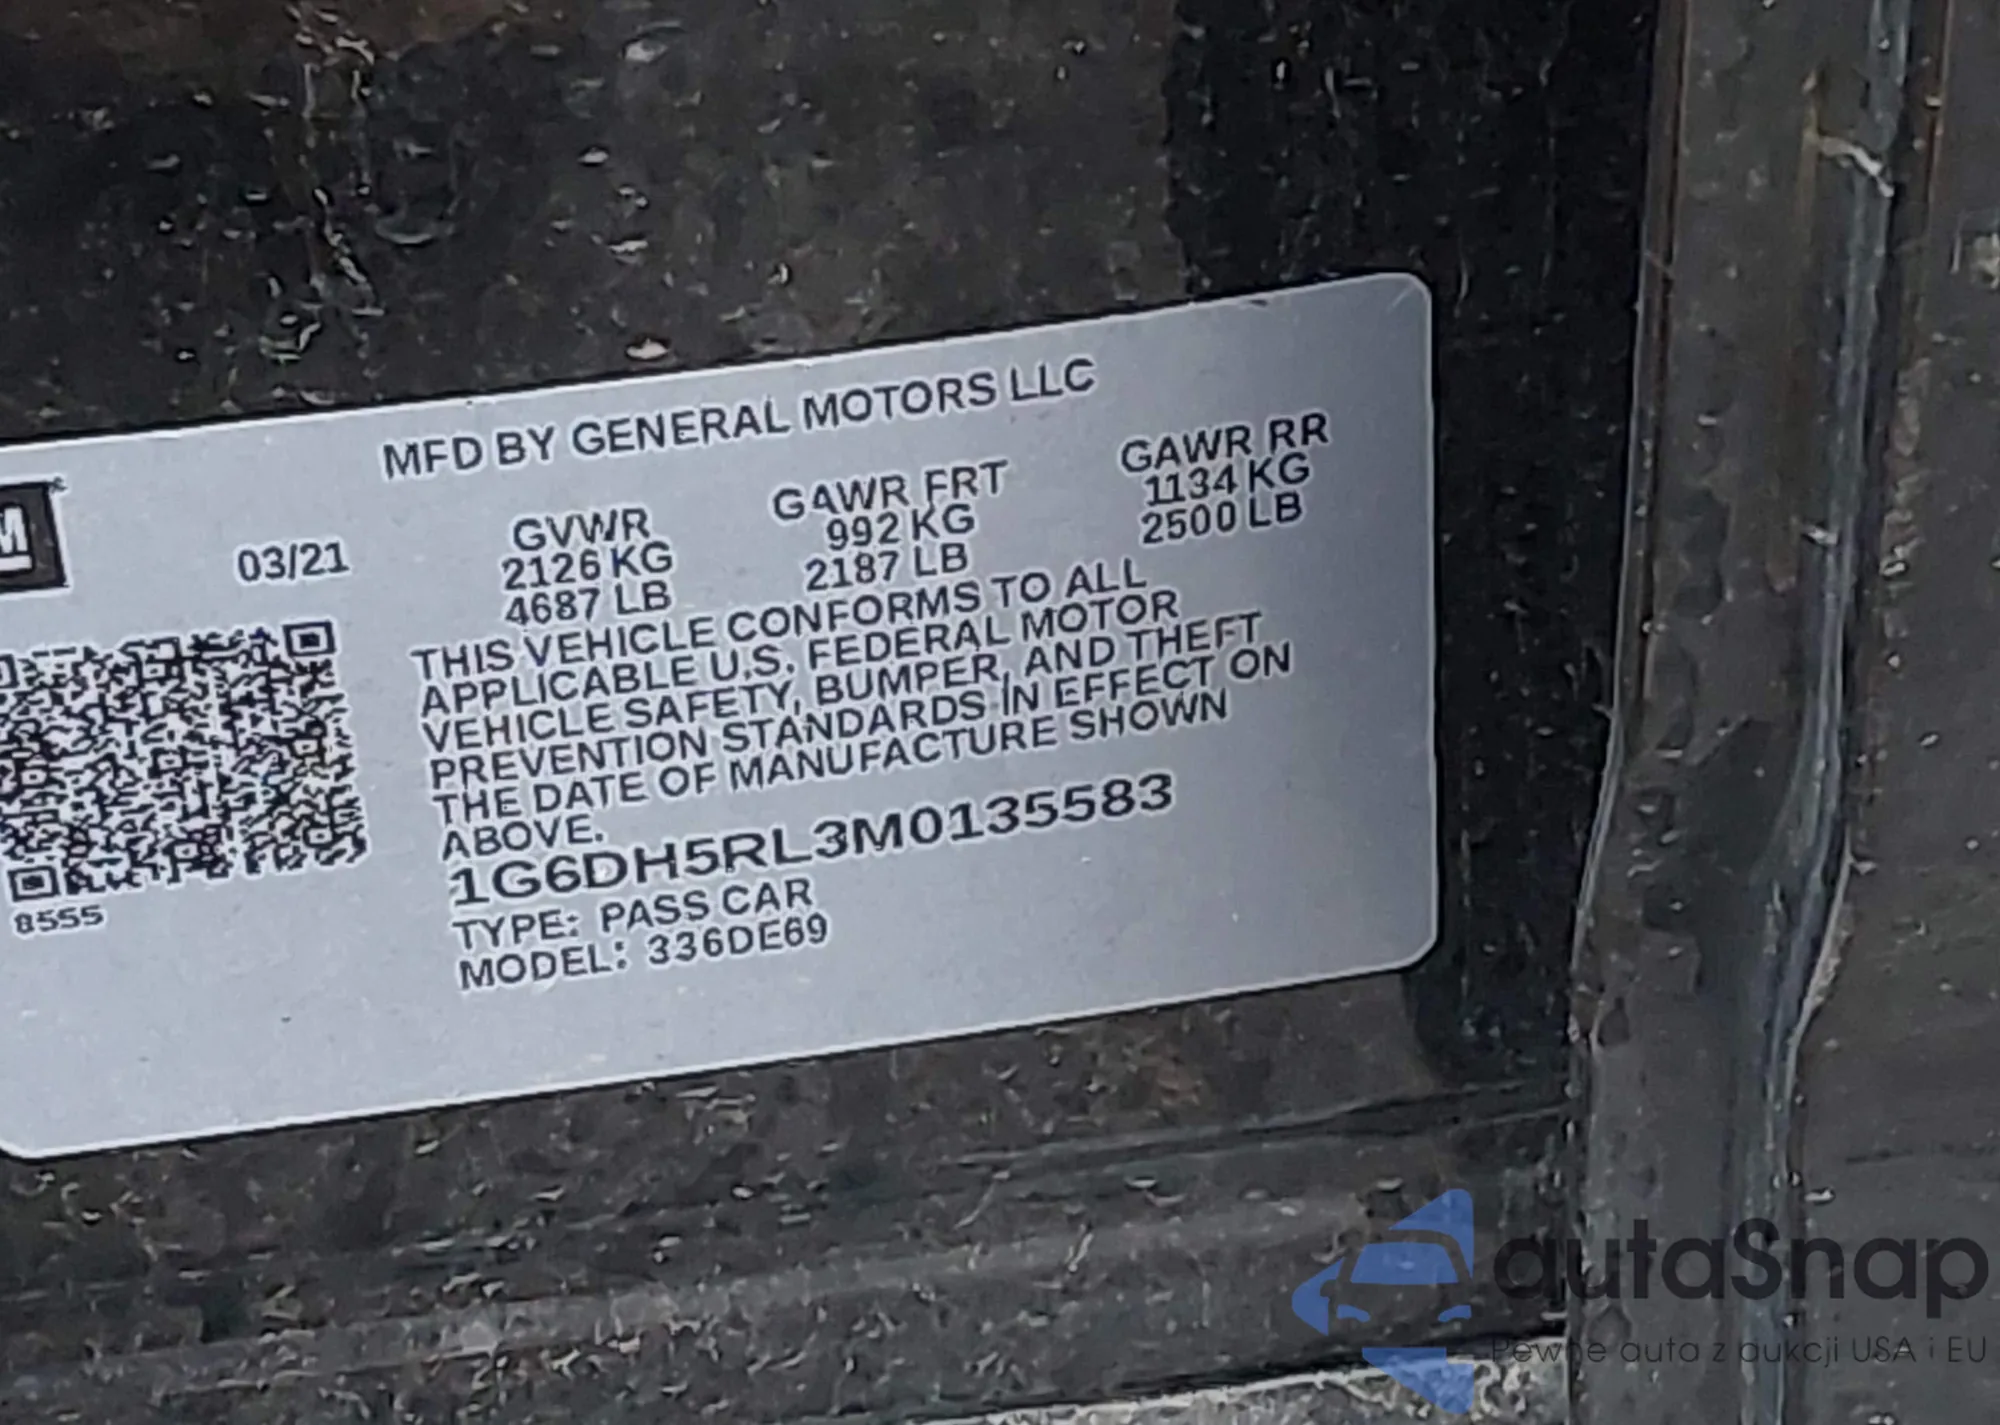 MFD BY GENERAL MOTORS LLC
M
03/21
GVWR
2126 KG
4687 LB
GAWR FRT
992 KG
2187 LB
GAWR RR
1134 KG
2500 LB
THIS VEHICLE CONFORMS TO ALL
APPLICABLE U.S. FEDERAL MOTOR
VEHICLE SAFETY, BUMPER, AND THEFT
PREVENTION STANDARDS IN EFFECT ON
THE DATE OF MANUFACTURE SHOWN
ABOVE.
1G6DH5RL3M0135583
TYPE: PASS CAR
MODEL: 336DE69
8555
autaSnap
Pewne auta z aukcji USA i EU